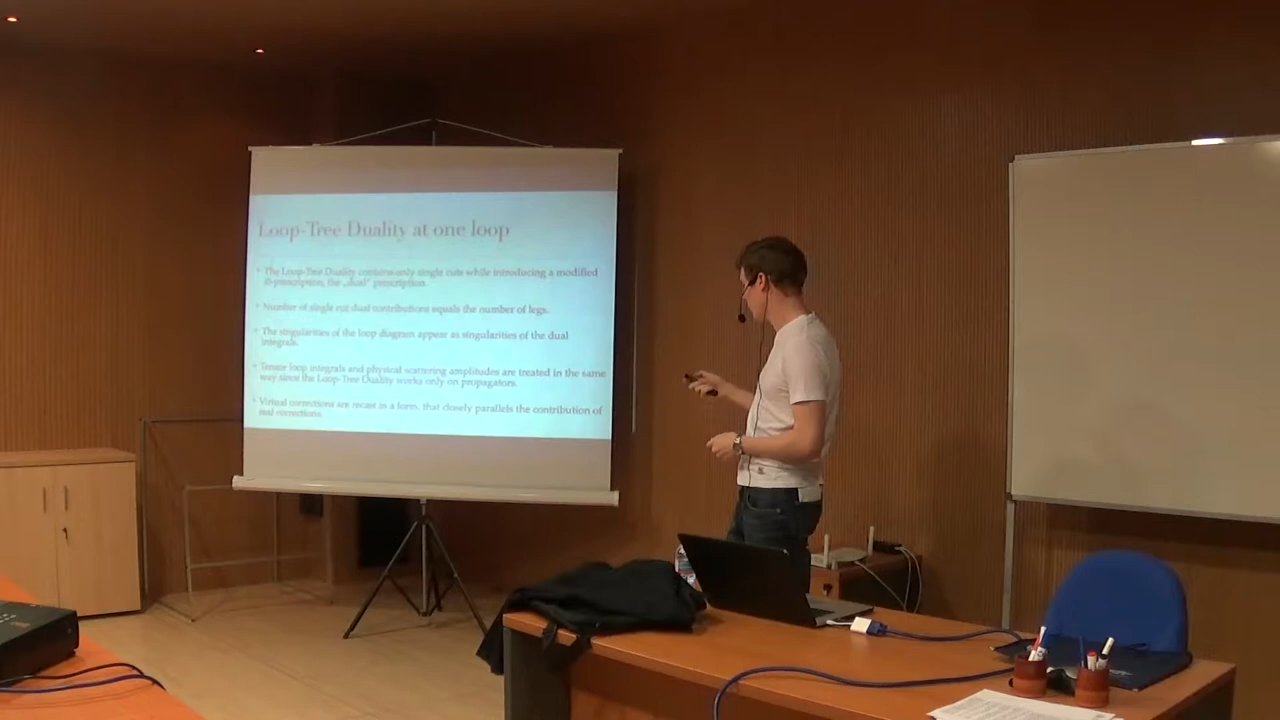 Loop-Tree Duality at one loop
• The Loop-Tree Duality contains only single cuts while introducing a modified
i0-prescription, the „dual" prescription.
• Number of single cut dual contributions equals the number of legs.
• The singularities of the loop diagram appear as singularities of the dual
integrals.
• Tensor loop integrals and physical scattering amplitudes are treated in the same
way since the Loop-Tree Duality works only on propagators.
• Virtual corrections are recast in a form, that closely parallels the contribution of
real corrections.